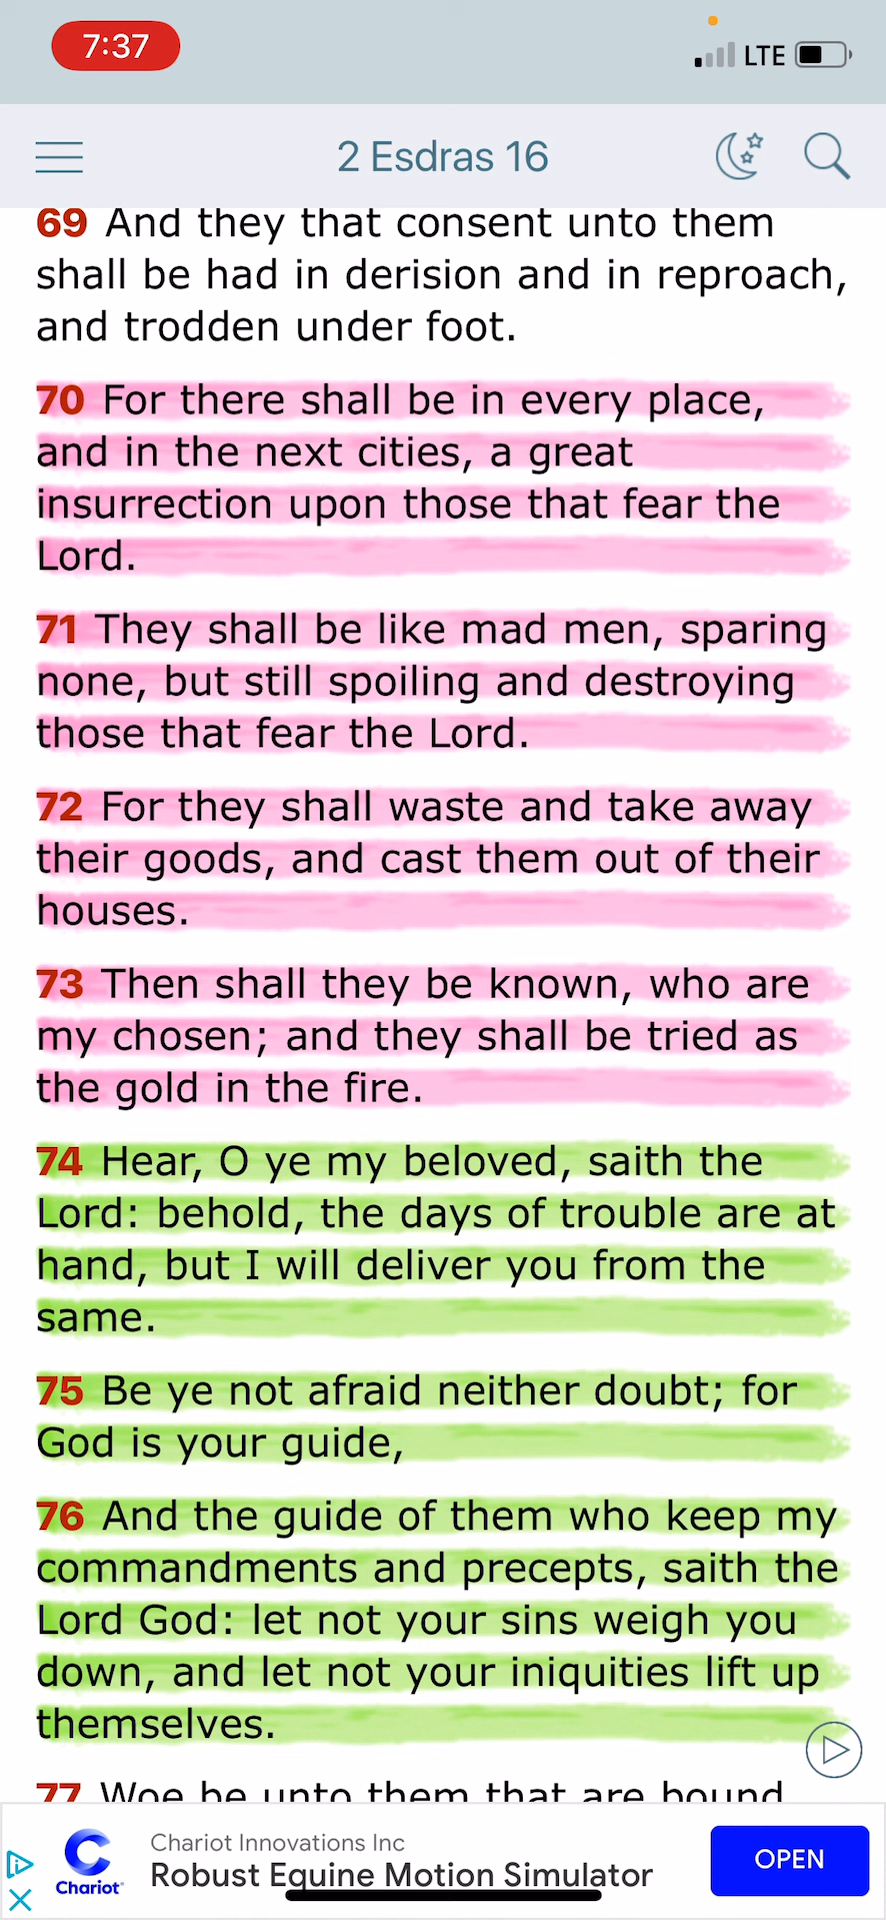 7:37
LTE
2 Esdras 16
69 And they that consent unto them
shall be had in derision and in reproach,
and trodden under foot.
70 For there shall be in every place,
and in the next cities, a great
insurrection upon those that fear the
Lord.
71 They shall be like mad men, sparing
none, but still spoiling and destroying
those that fear the Lord.
72 For they shall waste and take away
their goods, and cast them out of their
houses.
73 Then shall they be known, who are
my chosen; and they shall be tried as
the gold in the fire.
74 Hear, O ye my beloved, saith the
Lord: behold, the days of trouble are at
hand, but I will deliver you from the
same.
75 Be ye not afraid neither doubt; for
God is your guide,
76 And the guide of them who keep my
commandments and precepts, saith the
Lord God: let not your sins weigh you
down, and let not your iniquities lift up
themselves.
77 Woe be unto them that are bound
Chariot Innovations Inc
Robust Equine Motion Simulator
Chariot
OPEN